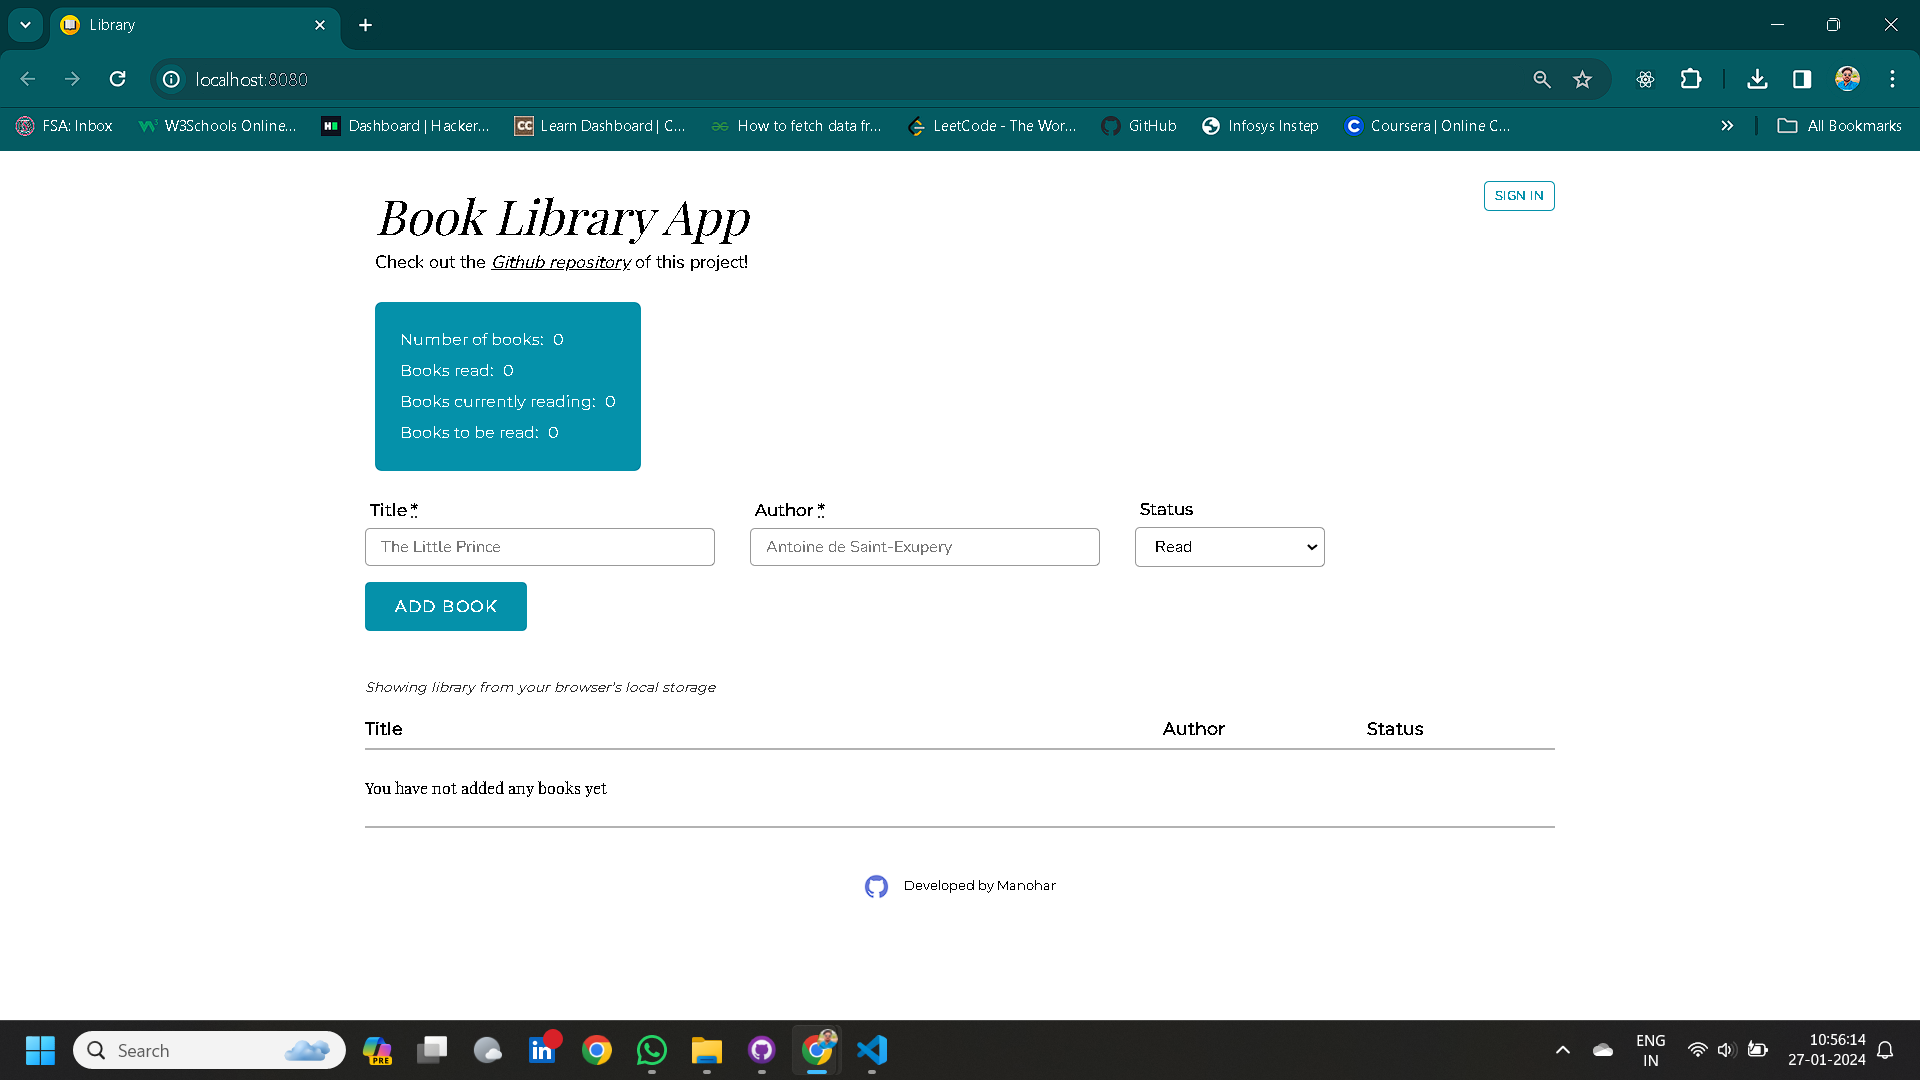 Library
localhost:8080
FSA: Inbox W3Schools Online... Dashboard | Hacker... Learn Dashboard | C... How to fetch data fr... LeetCode - The Wor... GitHub Infosys Instep Coursera | Online C... All Bookmarks
SIGN IN
Book Library App
Check out the Github repository of this project!
Number of books: 0
Books read: 0
Books currently reading: 0
Books to be read: 0
Title * Author * Status
The Little Prince Antoine de Saint-Exupery Read
ADD BOOK
Showing library from your browser's local storage
Title Author Status
You have not added any books yet
Developed by Manohar
Search PRE ENG 10:56:14
IN 27-01-2024